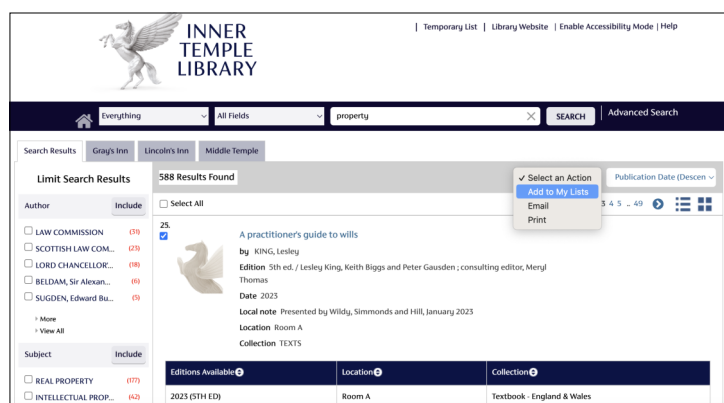 INNER
TEMPLE
LIBRARY
| Temporary List | Library Website | Enable Accessibility Mode | Help
Everything All Fields property SEARCH | Advanced Search
Search Results Gray's Inn Lincoln's Inn Middle Temple
Limit Search Results
588 Results Found
✓ Select an Action
Add to My Lists
Email
Print
Publication Date (Descen
Author Include
Select All
3 4 5 .. 49
LAW COMMISSION (31)
SCOTTISH LAW COM... (23)
LORD CHANCELLOR'... (18)
BELDAM, Sir Alexan... (6)
SUGDEN, Edward Bu... (5)
More
View All
25.
A practitioner's guide to wills
by KING, Lesley
Edition 5th ed. / Lesley King, Keith Biggs and Peter Gausden ; consulting editor, Meryl
Thomas
Date 2023
Local note Presented by Wildy, Simmonds and Hill, January 2023
Location Room A
Collection TEXTS
Subject Include
REAL PROPERTY (177)
INTELLECTUAL PROP... (42)
Editions Available Location Collection
2023 (5TH ED) Room A Textbook - England & Wales